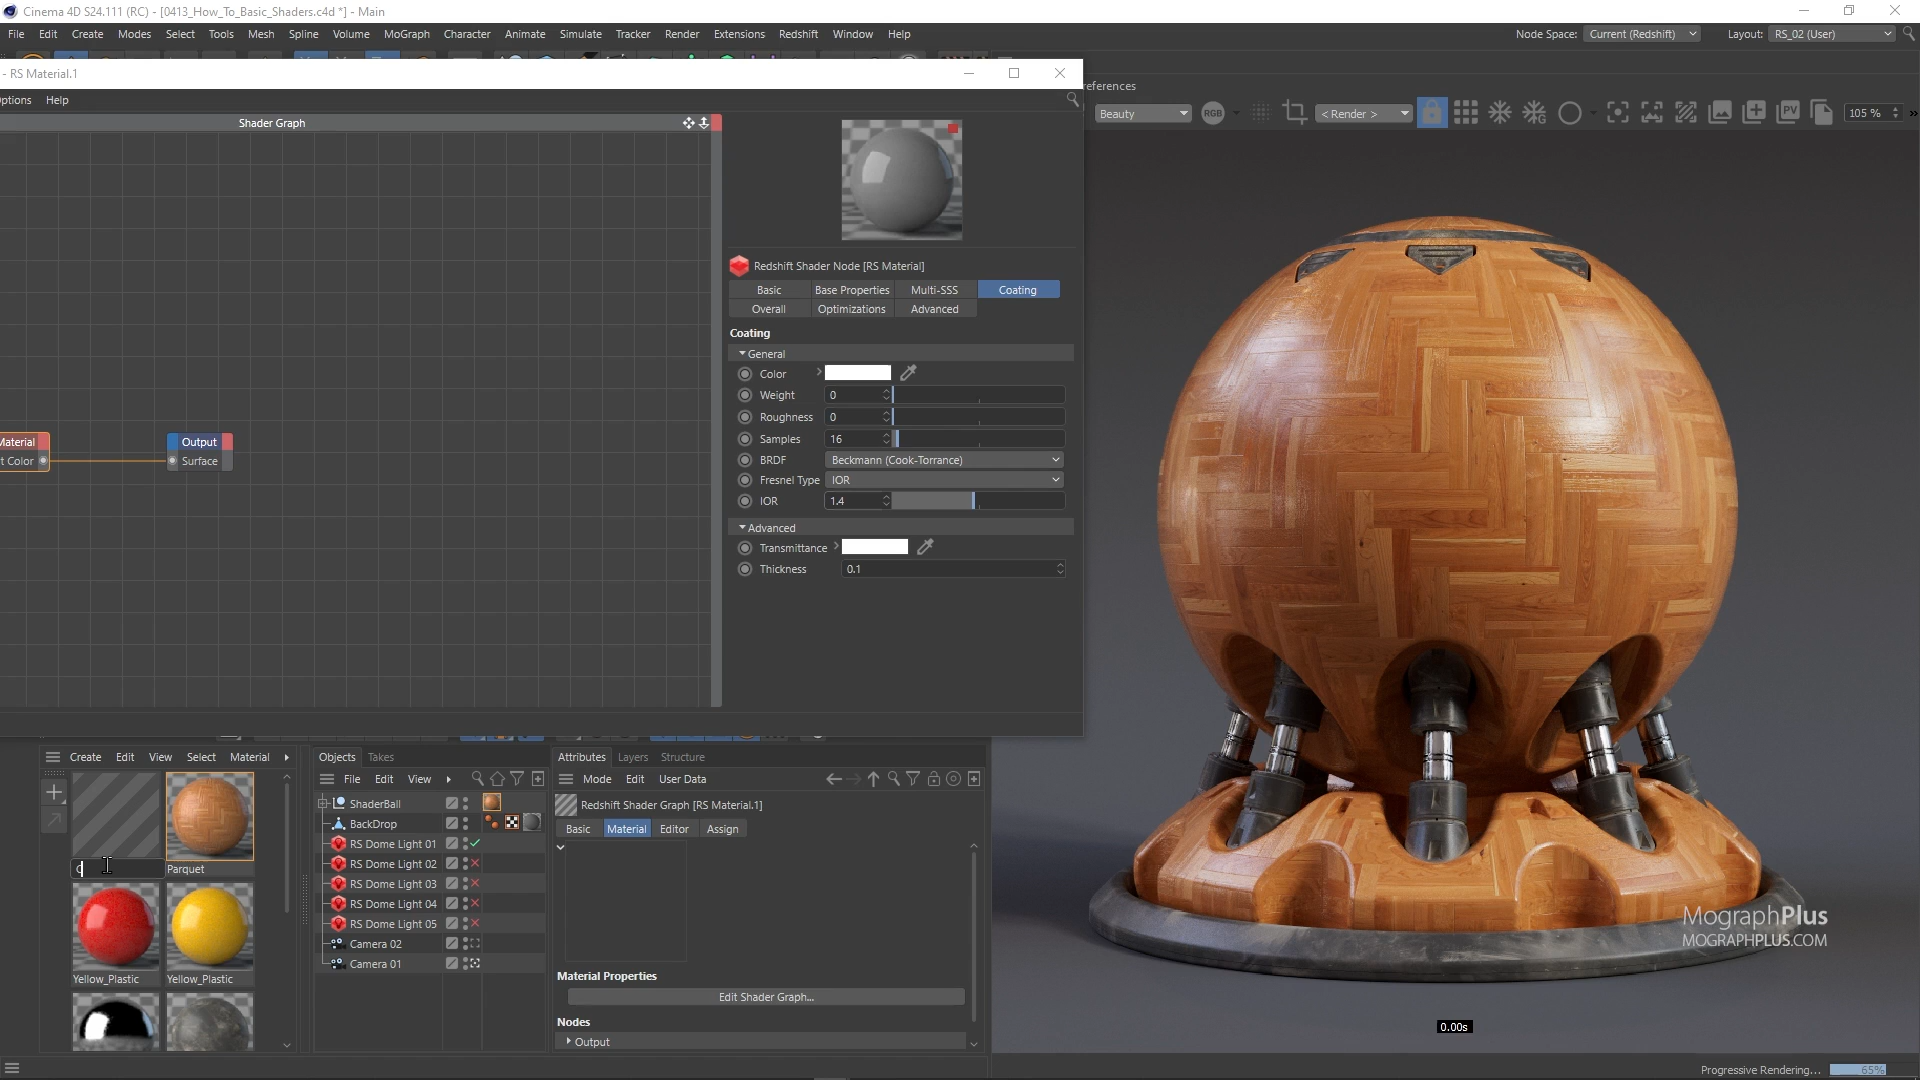 Cinema 4D S24.111 (RC) - [0413_How_To_Basic_Shaders.c4d *] - Main
File Edit Create Modes Select Tools Mesh Spline Volume MoGraph Character Animate Simulate Tracker Render Extensions Redshift Window Help
Node Space: Current (Redshift) Layout: RS_02 (User)
- RS Material.1
ptions Help
eferences
Beauty RGB < Render > PV 105 %
Shader Graph
Redshift Shader Node [RS Material]
Basic Base Properties Multi-SSS Coating
Overall Optimizations Advanced
Coating
General
Color
Weight 0
Roughness 0
Samples 16
BRDF Beckmann (Cook-Torrance)
Fresnel Type IOR
IOR 1.4
Advanced
Transmittance
Thickness 0.1
Material Output
t Color Surface
Create Edit View Select Material
Parquet
Yellow_Plastic Yellow_Plastic
Objects Takes
File Edit View
ShaderBall
BackDrop
RS Dome Light 01
RS Dome Light 02
RS Dome Light 03
RS Dome Light 04
RS Dome Light 05
Camera 02
Camera 01
Attributes Layers Structure
Mode Edit User Data
Redshift Shader Graph [RS Material.1]
Basic Material Editor Assign
Material Properties
Edit Shader Graph...
Nodes
Output
MographPlus
MOGRAPHPLUS.COM
0.00s
Progressive Rendering... 65%